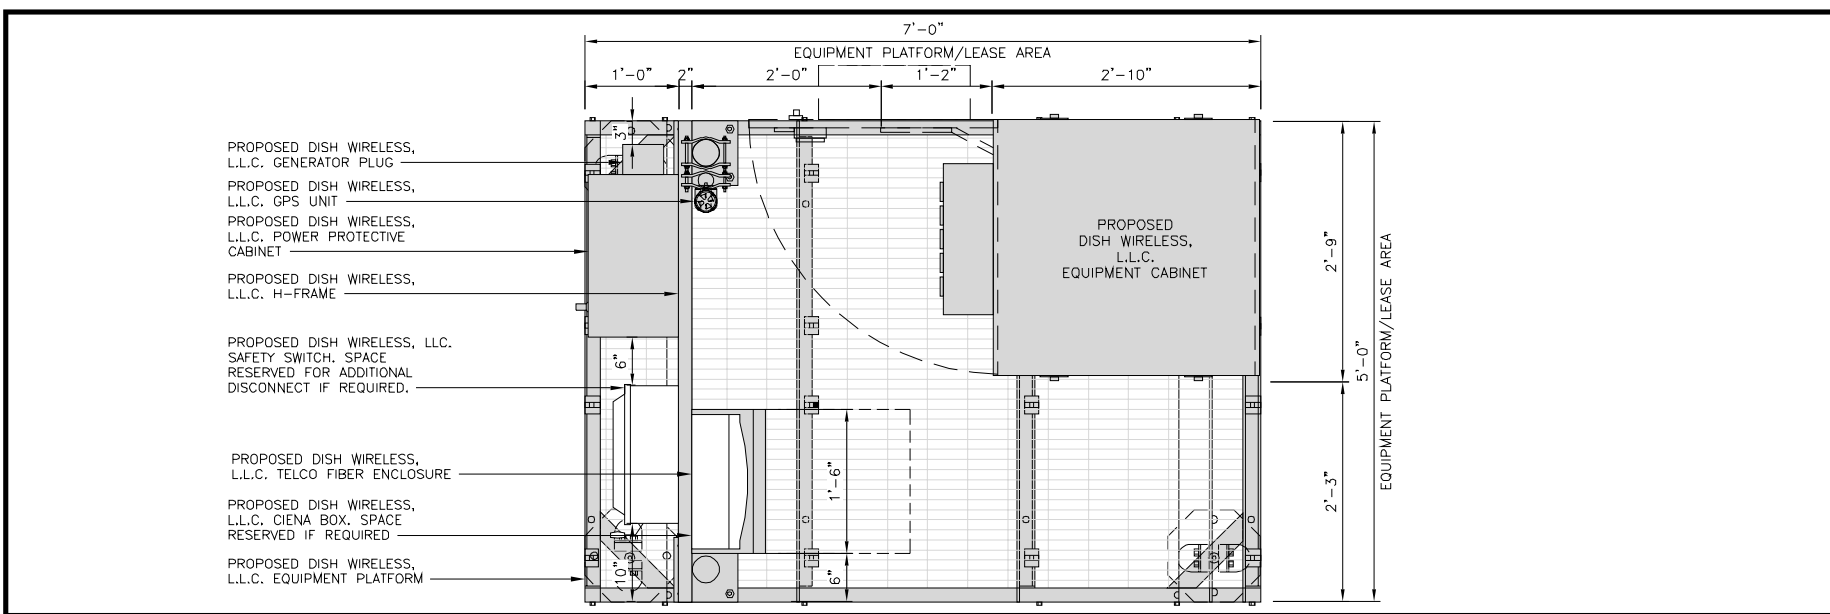 7'-0"
EQUIPMENT PLATFORM/LEASE AREA
1'-0"
2"
2'-0"
1'-2"
2'-10"
3"
PROPOSED DISH WIRELESS,
L.L.C. GENERATOR PLUG
PROPOSED DISH WIRELESS,
L.L.C. GPS UNIT
PROPOSED DISH WIRELESS,
L.L.C. POWER PROTECTIVE
CABINET
PROPOSED DISH WIRELESS,
L.L.C. H-FRAME
PROPOSED DISH WIRELESS, LLC.
SAFETY SWITCH. SPACE
RESERVED FOR ADDITIONAL
DISCONNECT IF REQUIRED.
PROPOSED DISH WIRELESS,
L.L.C. TELCO FIBER ENCLOSURE
PROPOSED DISH WIRELESS,
L.L.C. CIENA BOX. SPACE
RESERVED IF REQUIRED
PROPOSED DISH WIRELESS,
L.L.C. EQUIPMENT PLATFORM
6"
10"
1'-6"
6"
PROPOSED
DISH WIRELESS,
L.L.C.
EQUIPMENT CABINET
2'-9"
2'-3"
5'-0"
EQUIPMENT PLATFORM/LEASE AREA